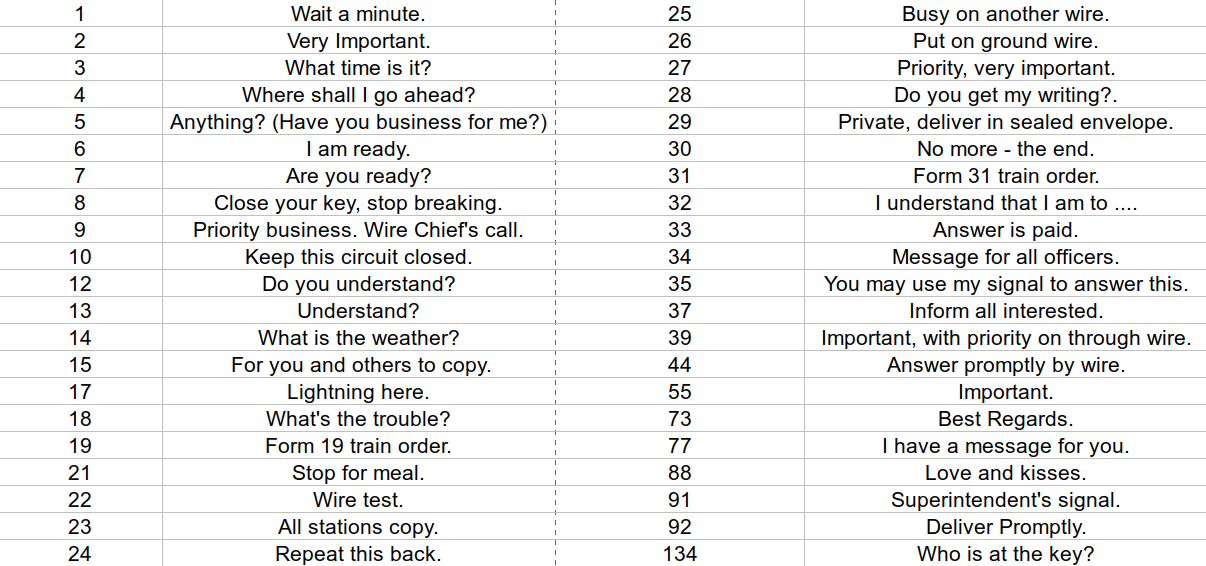 1 Wait a minute. 25 Busy on another wire.
2 Very Important. 26 Put on ground wire.
3 What time is it? 27 Priority, very important.
4 Where shall I go ahead? 28 Do you get my writing?.
5 Anything? (Have you business for me?) 29 Private, deliver in sealed envelope.
6 I am ready. 30 No more - the end.
7 Are you ready? 31 Form 31 train order.
8 Close your key, stop breaking. 32 I understand that I am to ....
9 Priority business. Wire Chief's call. 33 Answer is paid.
10 Keep this circuit closed. 34 Message for all officers.
12 Do you understand? 35 You may use my signal to answer this.
13 Understand? 37 Inform all interested.
14 What is the weather? 39 Important, with priority on through wire.
15 For you and others to copy. 44 Answer promptly by wire.
17 Lightning here. 55 Important.
18 What's the trouble? 73 Best Regards.
19 Form 19 train order. 77 I have a message for you.
21 Stop for meal. 88 Love and kisses.
22 Wire test. 91 Superintendent's signal.
23 All stations copy. 92 Deliver Promptly.
24 Repeat this back. 134 Who is at the key?